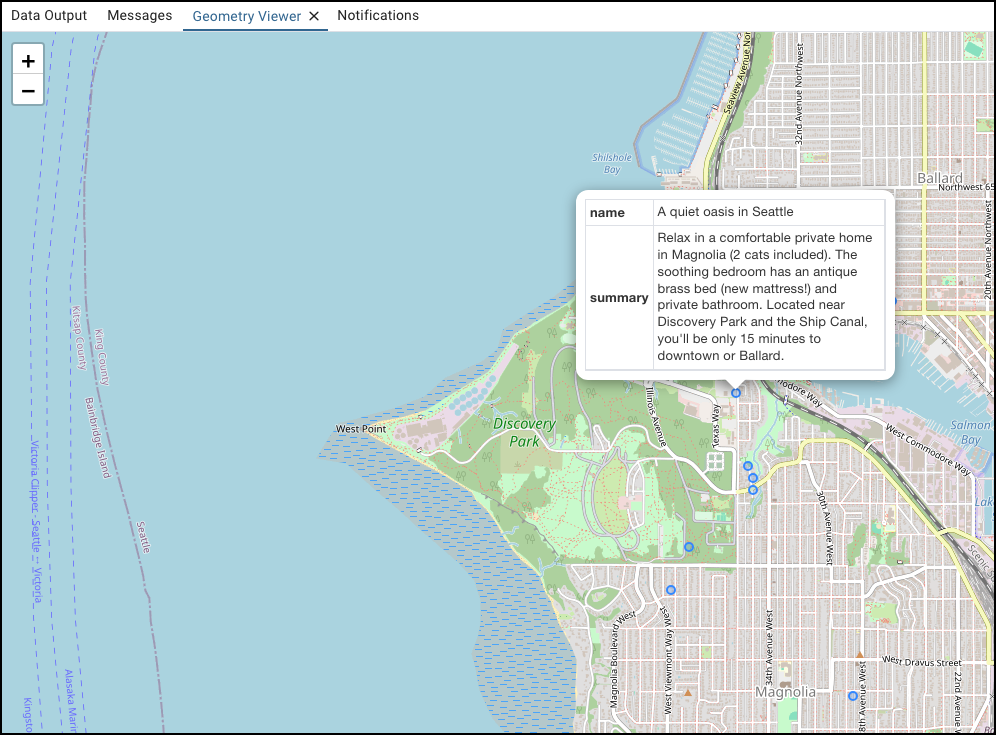 Data Output Messages Geometry Viewer ✕ Notifications
+
−
Seaview Avenue Nor
32nd Avenue Northwest
Shilshole
Bay
Ballard
Northwest 65
20th Avenue Northwest
name A quiet oasis in Seattle
summary Relax in a comfortable private home
in Magnolia (2 cats included). The
soothing bedroom has an antique
brass bed (new mattress!) and
private bathroom. Located near
Discovery Park and the Ship Canal,
you'll be only 15 minutes to
downtown or Ballard.
Kitsap County
King County
Bainbridge Island
Seattle
Victoria Clipper: Seattle – Victoria
Alaska Marin
Kingsto
West Point
Discovery
Park
Illinois Avenue
Texas Way
modore Way
West Commodore Way
Salmon
Bay
Lak
Scenic
30th Avenue West
Magnolia Boulevard West
West Viewmont Way West
34th Avenue West
Magnolia
West Dravus Street
8th Avenue West
22nd Avenue W